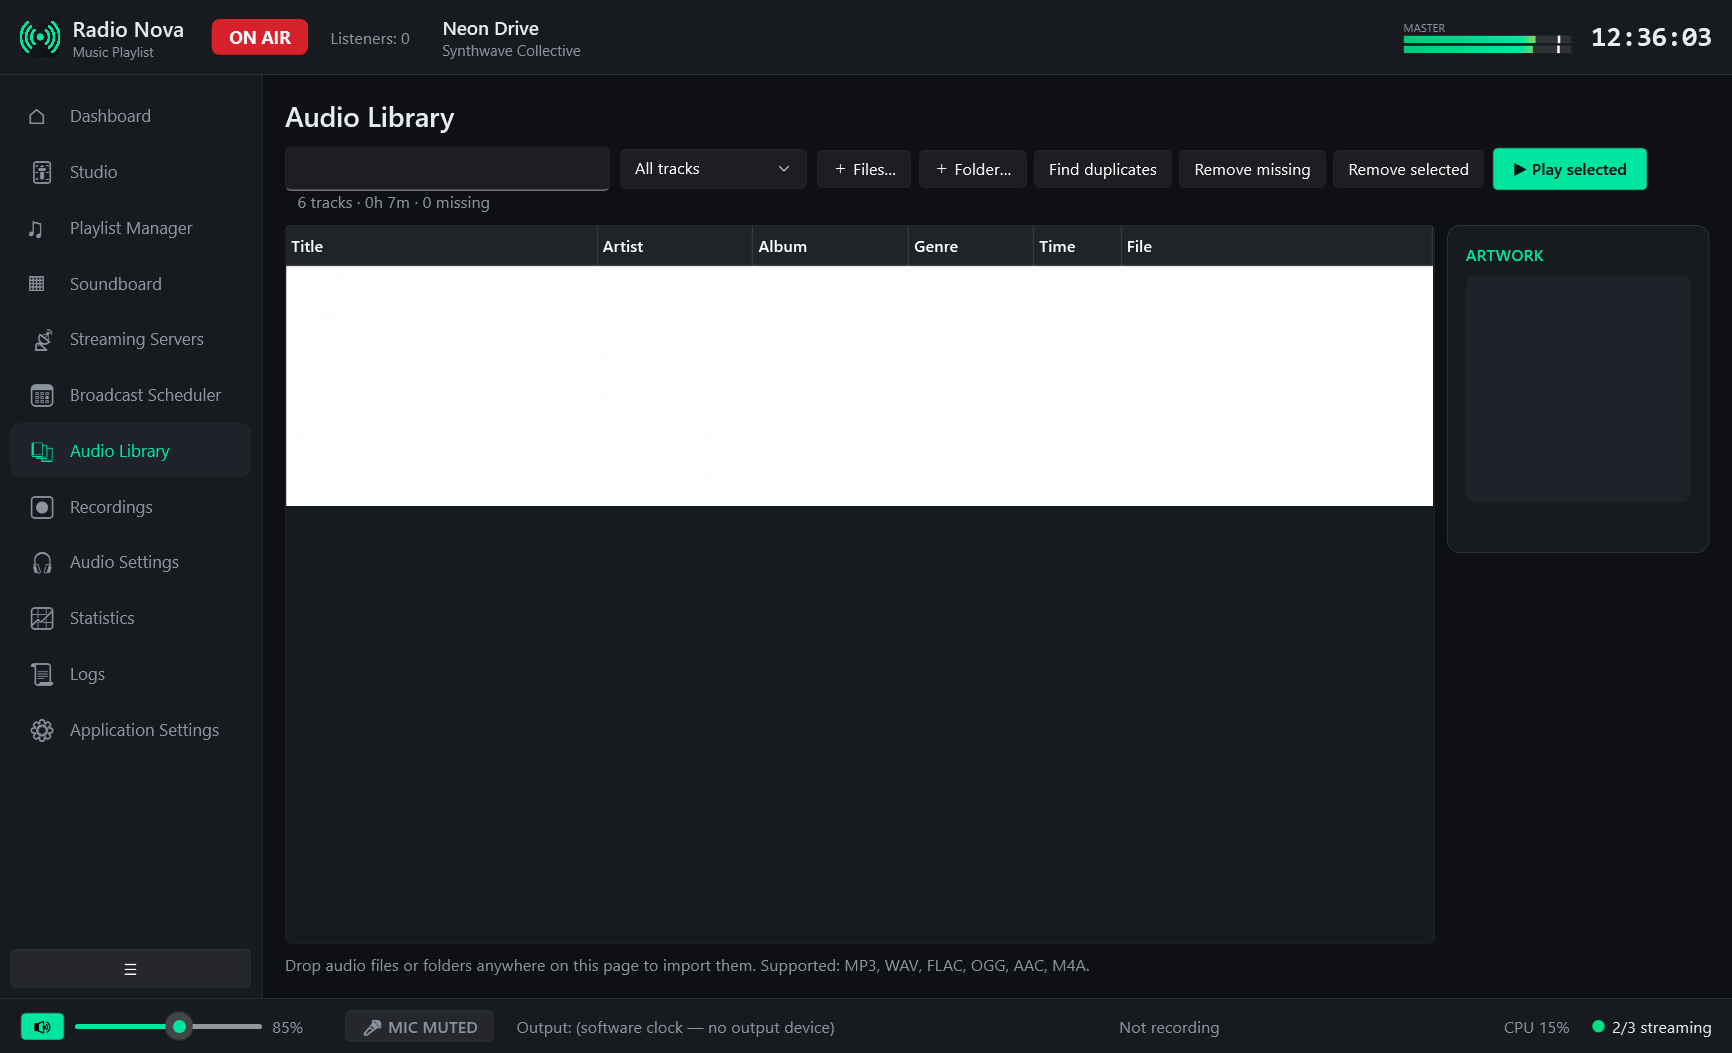 Radio Nova
Music Playlist
ON AIR
Listeners: 0
Neon Drive
Synthwave Collective
MASTER
12:36:03
Dashboard
Studio
Playlist Manager
Soundboard
Streaming Servers
Broadcast Scheduler
Audio Library
Recordings
Audio Settings
Statistics
Logs
Application Settings
Audio Library
All tracks
+ Files...
+ Folder...
Find duplicates
Remove missing
Remove selected
▶ Play selected
6 tracks · 0h 7m · 0 missing
Title Artist Album Genre Time File
ARTWORK
Drop audio files or folders anywhere on this page to import them. Supported: MP3, WAV, FLAC, OGG, AAC, M4A.
85%
MIC MUTED
Output: (software clock — no output device)
Not recording
CPU 15%
2/3 streaming